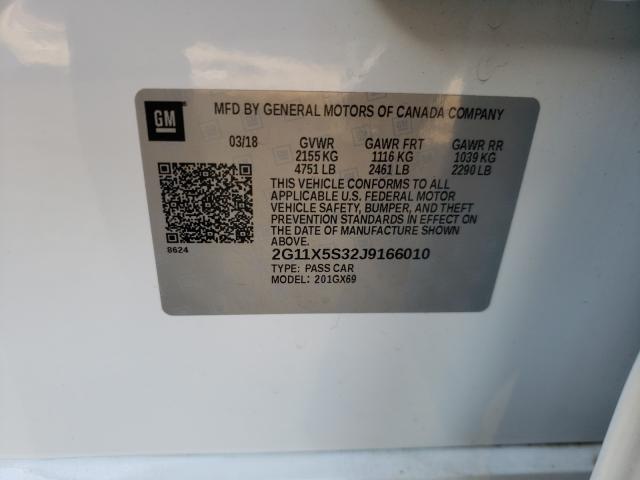 GM
MFD BY GENERAL MOTORS OF CANADA COMPANY
03/18 GVWR GAWR FRT GAWR RR
2155 KG 1116 KG 1039 KG
4751 LB 2461 LB 2290 LB
THIS VEHICLE CONFORMS TO ALL
APPLICABLE U.S. FEDERAL MOTOR
VEHICLE SAFETY, BUMPER, AND THEFT
PREVENTION STANDARDS IN EFFECT ON
THE DATE OF MANUFACTURE SHOWN
ABOVE.
8624
2G11X5S32J9166010
TYPE: PASS CAR
MODEL: 201GX69